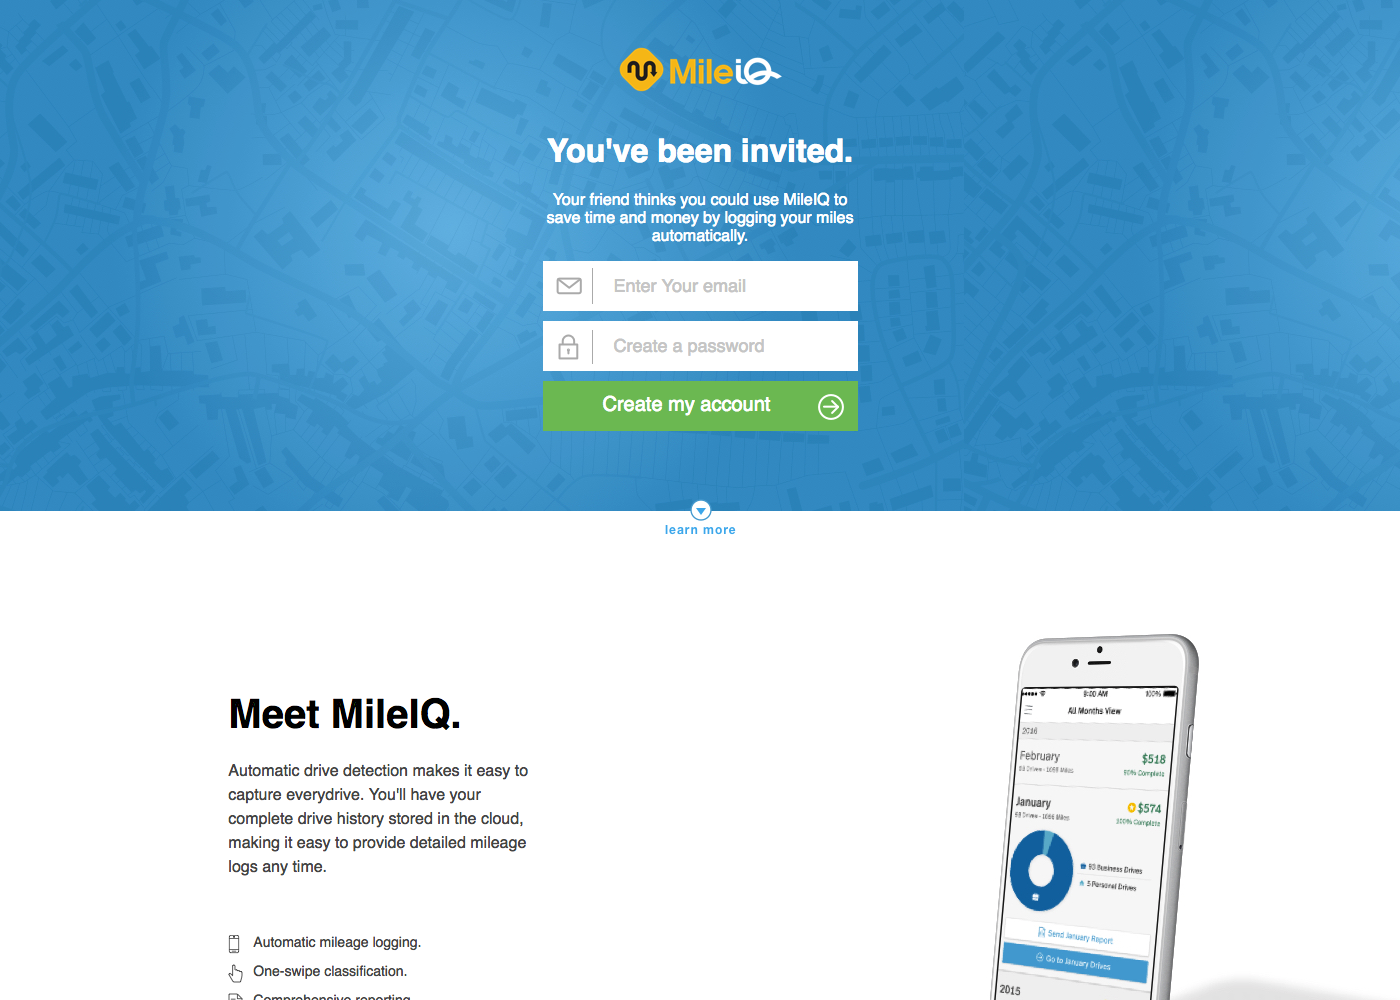 MileIQ
You've been invited.
Your friend thinks you could use MileIQ to
save time and money by logging your miles
automatically.
Enter Your email
Create a password
Create my account
learn more
Meet MileIQ.
Automatic drive detection makes it easy to
capture everydrive. You'll have your
complete drive history stored in the cloud,
making it easy to provide detailed mileage
logs any time.
Automatic mileage logging.
One-swipe classification.
Comprehensive reporting.
9:00 AM
100%
All Months View
2016
February
$518
90% Complete
January
$574
100% Complete
93 Business Drives
5 Personal Drives
Send January Report
Go to January Drives
2015